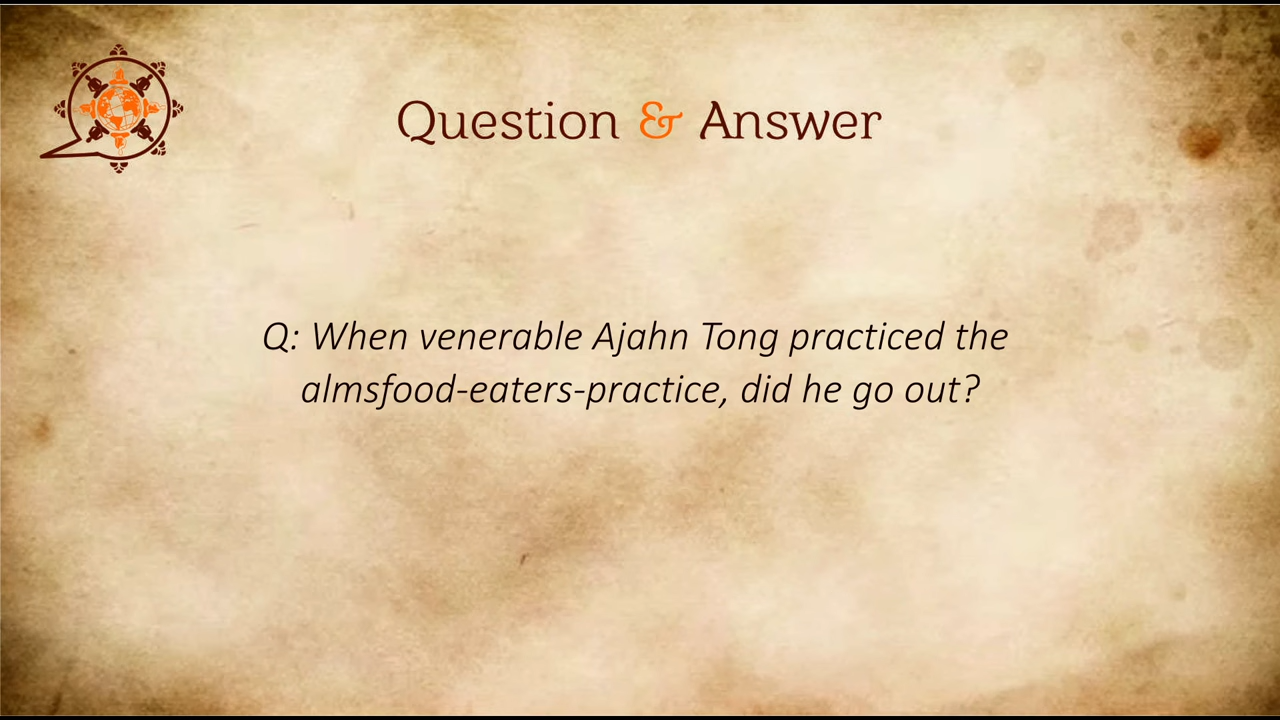 Question & Answer
Q: When venerable Ajahn Tong practiced the
almsfood-eaters-practice, did he go out?